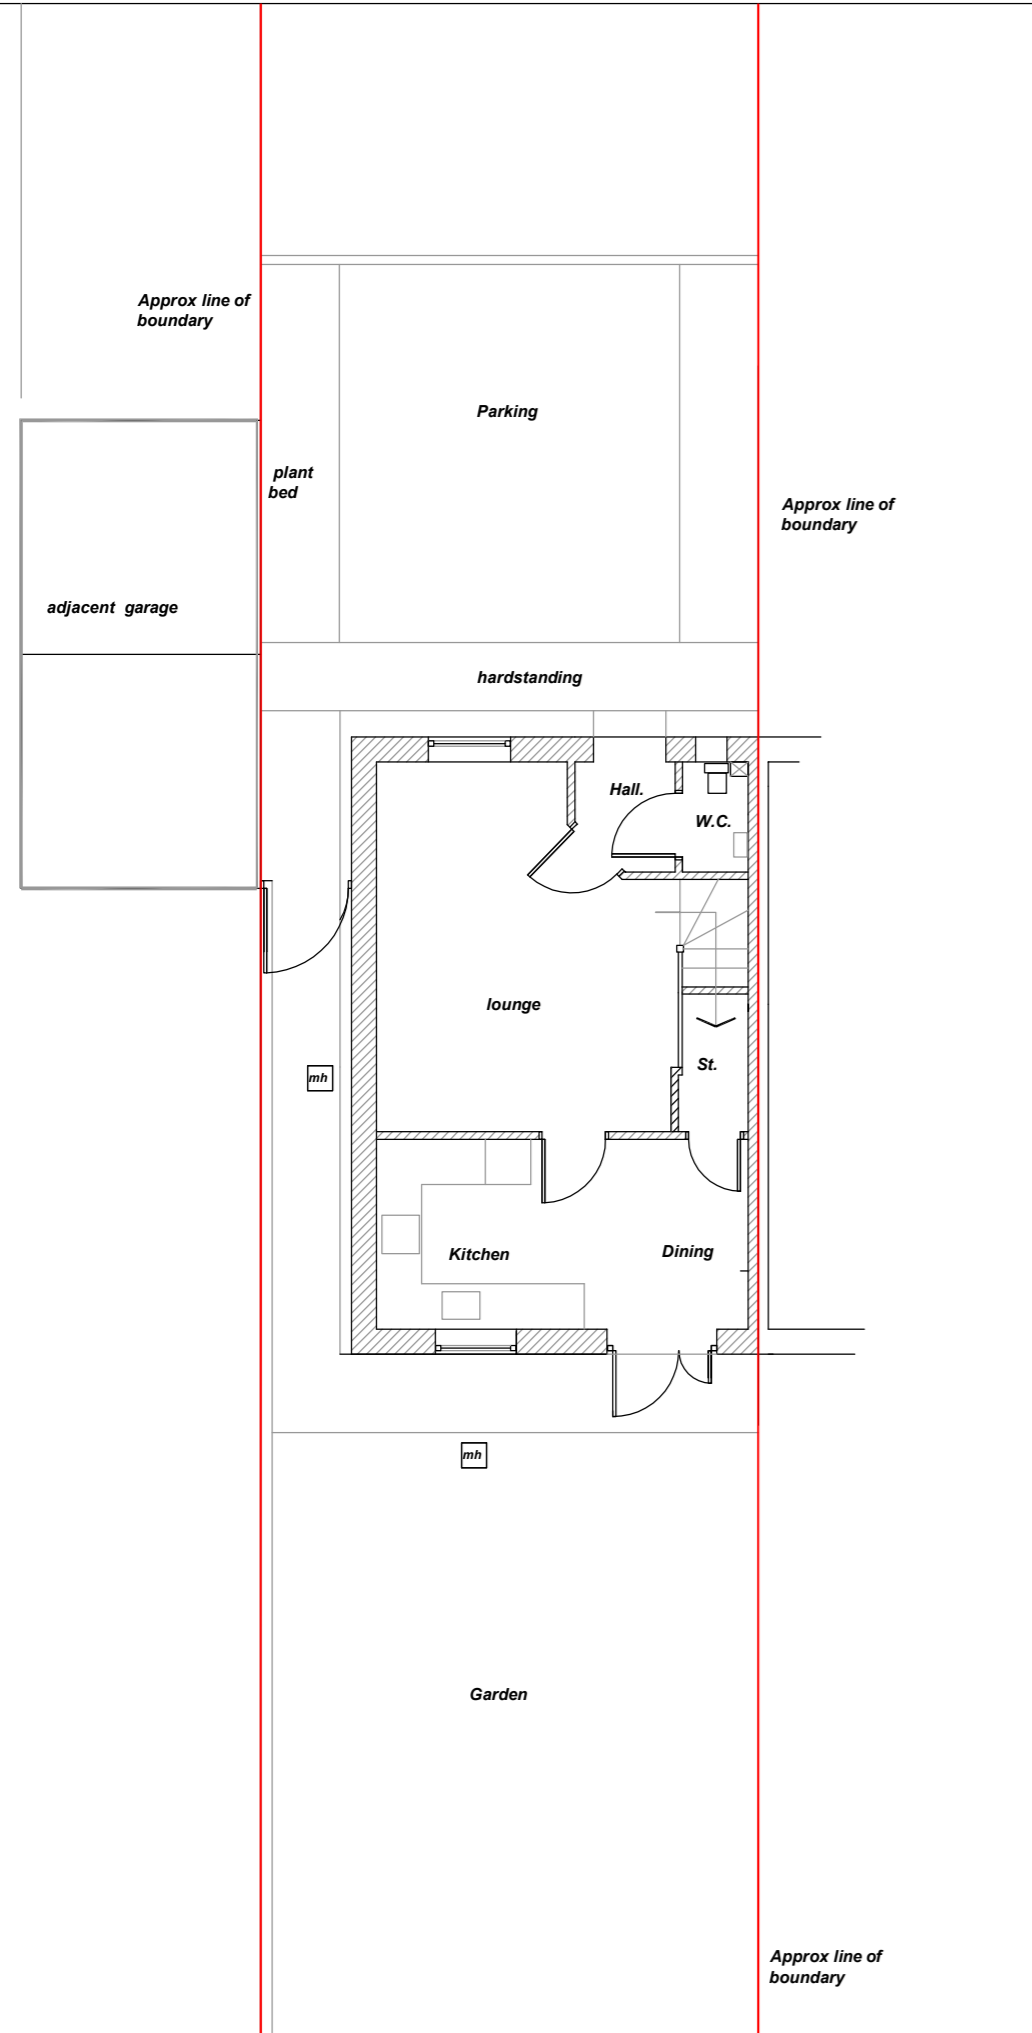 Approx line of
boundary
Parking
plant
bed
Approx line of
boundary
adjacent garage
hardstanding
Hall.
W.C.
lounge
St.
mh
Kitchen
Dining
mh
Garden
Approx line of
boundary